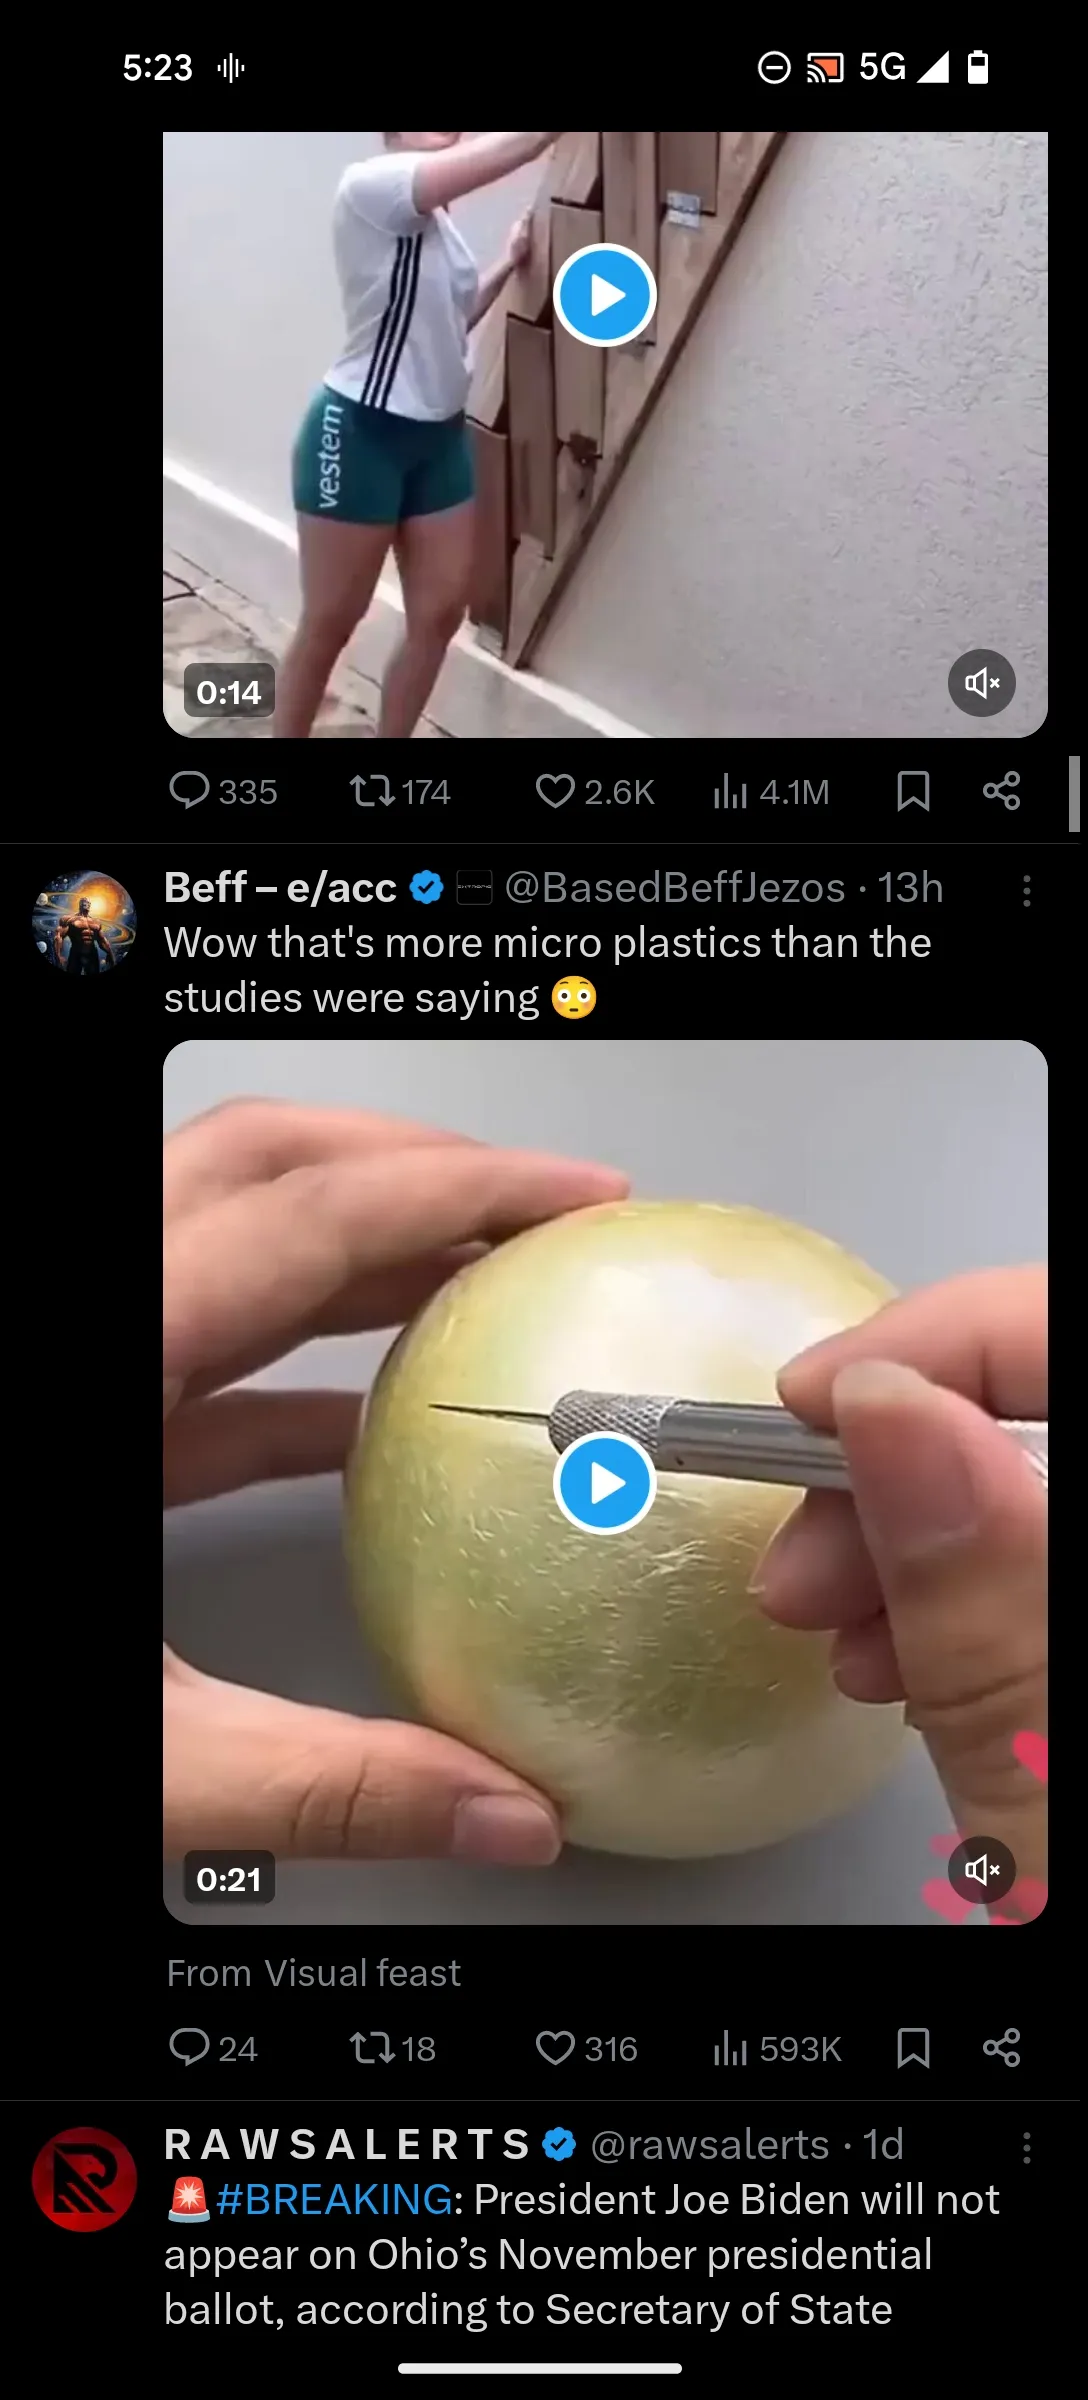 5:23 5G
vestem
0:14
335 174 2.6K 4.1M
Beff – e/acc @BasedBeffJezos · 13h
Wow that's more micro plastics than the
studies were saying 😳
0:21
From Visual feast
24 18 316 593K
R A W S A L E R T S @rawsalerts · 1d
🚨#BREAKING: President Joe Biden will not
appear on Ohio’s November presidential
ballot, according to Secretary of State